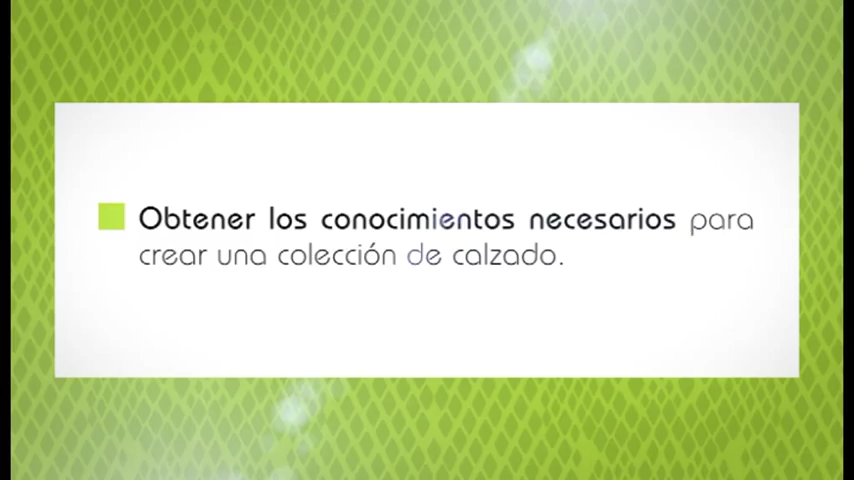 Obtener los conocimientos necesarios para
crear una colección de calzado.